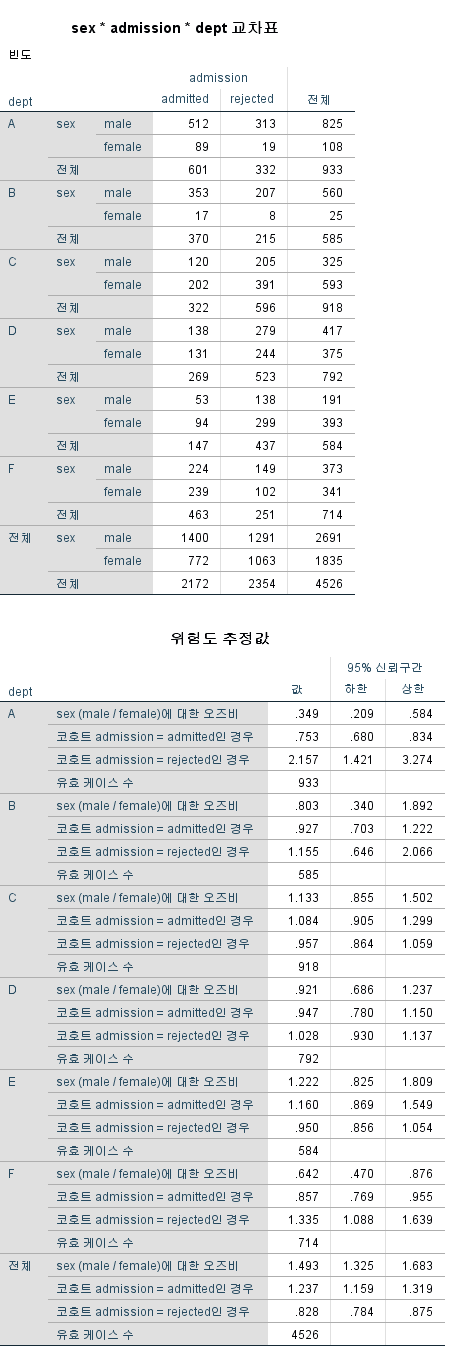 sex * admission * dept 교차표
빈도
admission
dept admitted rejected 전체
A sex male 512 313 825
female 89 19 108
전체 601 332 933
B sex male 353 207 560
female 17 8 25
전체 370 215 585
C sex male 120 205 325
female 202 391 593
전체 322 596 918
D sex male 138 279 417
female 131 244 375
전체 269 523 792
E sex male 53 138 191
female 94 299 393
전체 147 437 584
F sex male 224 149 373
female 239 102 341
전체 463 251 714
전체 sex male 1400 1291 2691
female 772 1063 1835
전체 2172 2354 4526
위험도 추정값
95% 신뢰구간
dept 값 하한 상한
A sex (male / female)에 대한 오즈비 .349 .209 .584
코호트 admission = admitted인 경우 .753 .680 .834
코호트 admission = rejected인 경우 2.157 1.421 3.274
유효 케이스 수 933
B sex (male / female)에 대한 오즈비 .803 .340 1.892
코호트 admission = admitted인 경우 .927 .703 1.222
코호트 admission = rejected인 경우 1.155 .646 2.066
유효 케이스 수 585
C sex (male / female)에 대한 오즈비 1.133 .855 1.502
코호트 admission = admitted인 경우 1.084 .905 1.299
코호트 admission = rejected인 경우 .957 .864 1.059
유효 케이스 수 918
D sex (male / female)에 대한 오즈비 .921 .686 1.237
코호트 admission = admitted인 경우 .947 .780 1.150
코호트 admission = rejected인 경우 1.028 .930 1.137
유효 케이스 수 792
E sex (male / female)에 대한 오즈비 1.222 .825 1.809
코호트 admission = admitted인 경우 1.160 .869 1.549
코호트 admission = rejected인 경우 .950 .856 1.054
유효 케이스 수 584
F sex (male / female)에 대한 오즈비 .642 .470 .876
코호트 admission = admitted인 경우 .857 .769 .955
코호트 admission = rejected인 경우 1.335 1.088 1.639
유효 케이스 수 714
전체 sex (male / female)에 대한 오즈비 1.493 1.325 1.683
코호트 admission = admitted인 경우 1.237 1.159 1.319
코호트 admission = rejected인 경우 .828 .784 .875
유효 케이스 수 4526